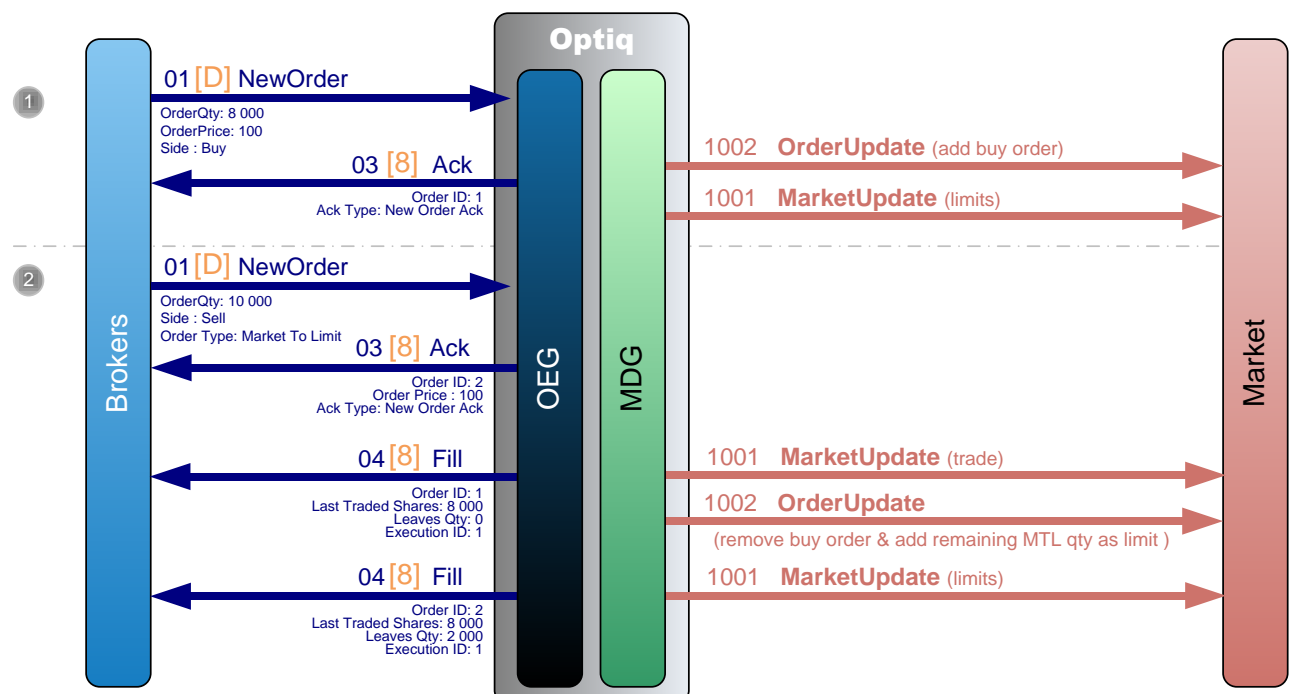 Optiq
1
01 [D] NewOrder
OrderQty: 8 000
OrderPrice: 100
Side : Buy
1002 OrderUpdate (add buy order)
03 [8] Ack
Order ID: 1
Ack Type: New Order Ack
1001 MarketUpdate (limits)
2
01 [D] NewOrder
OrderQty: 10 000
Side : Sell
Order Type: Market To Limit
03 [8] Ack
Order ID: 2
Order Price : 100
Ack Type: New Order Ack
Brokers
OEG
MDG
Market
04 [8] Fill
Order ID: 1
Last Traded Shares: 8 000
Leaves Qty: 0
Execution ID: 1
1001 MarketUpdate (trade)
1002 OrderUpdate
(remove buy order & add remaining MTL qty as limit )
04 [8] Fill
Order ID: 2
Last Traded Shares: 8 000
Leaves Qty: 2 000
Execution ID: 1
1001 MarketUpdate (limits)